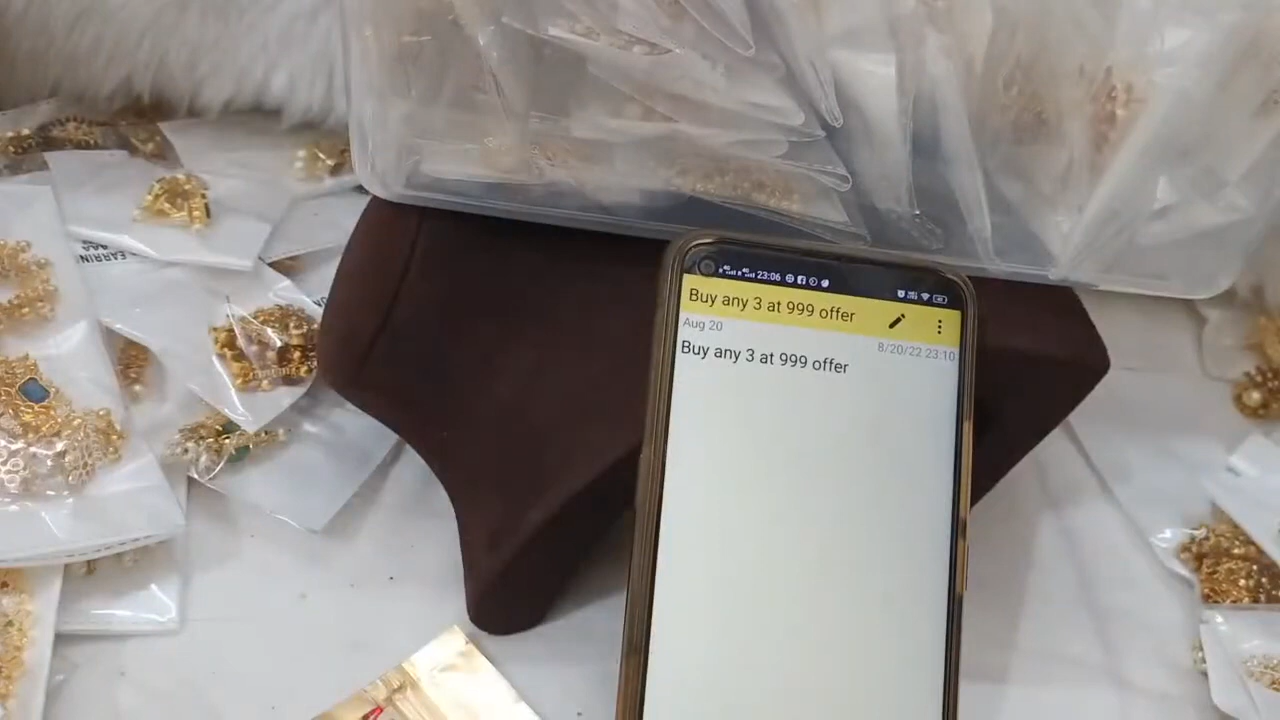 EARRIN
23:06
Buy any 3 at 999 offer
Aug 20
8/20/22 23:10
Buy any 3 at 999 offer